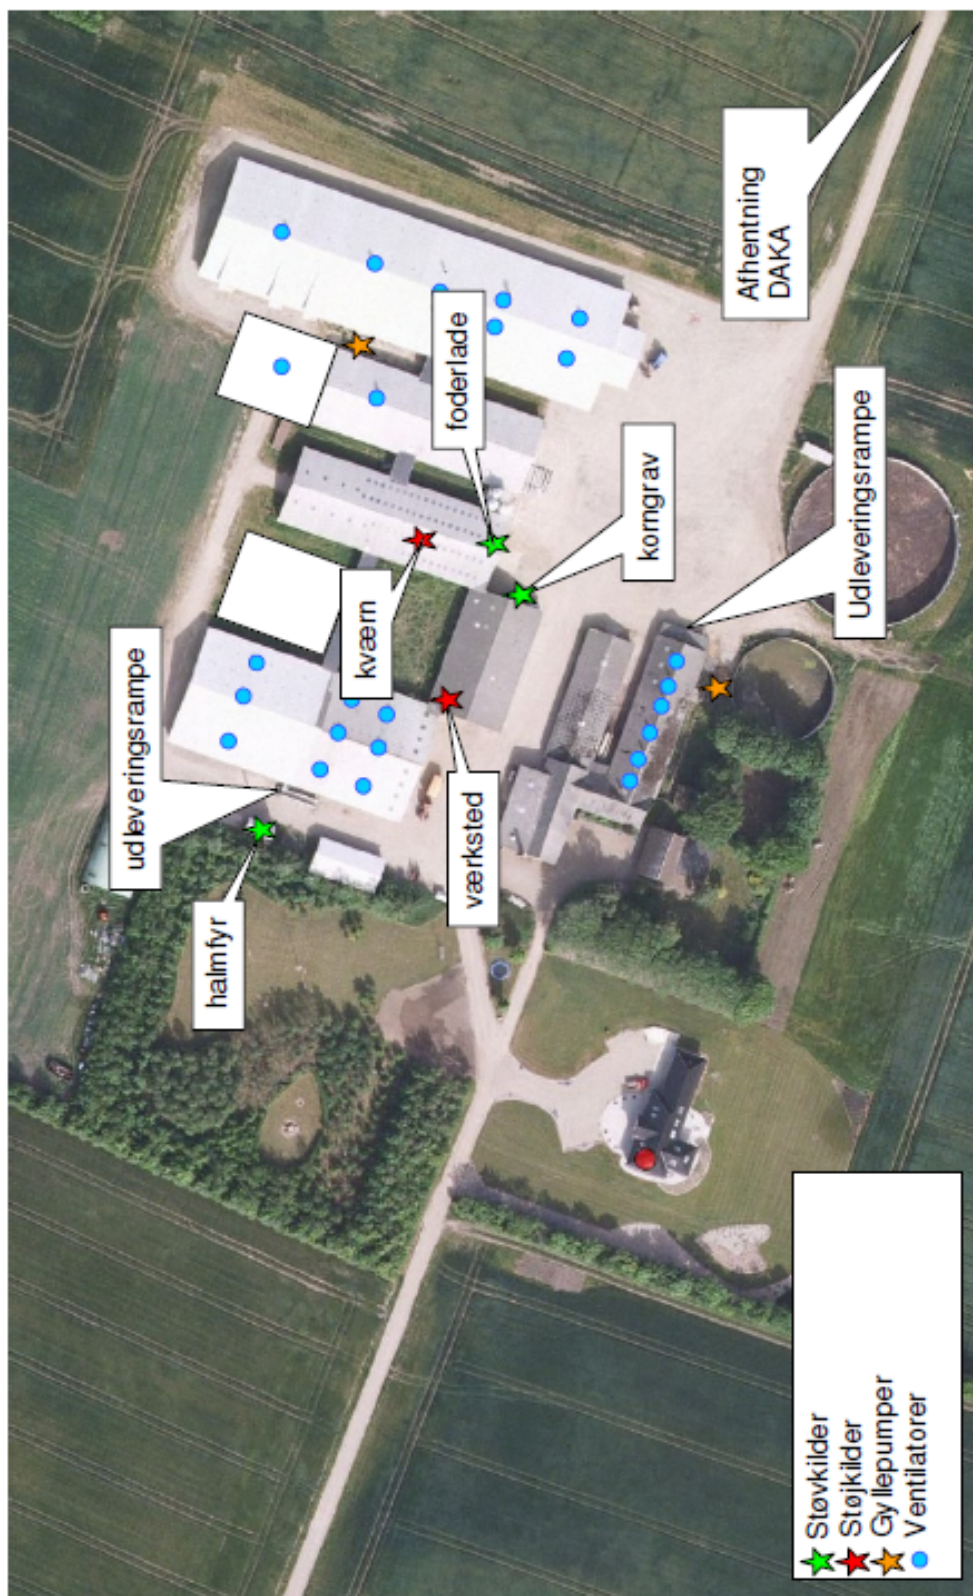 Afhentning
DAKA
foderlade
Udleveringsrampe
korngrav
kværn
udleveringsrampe
værksted
halmfyr
Støvkilder
Støjkilder
Gyllepumper
Ventilatorer